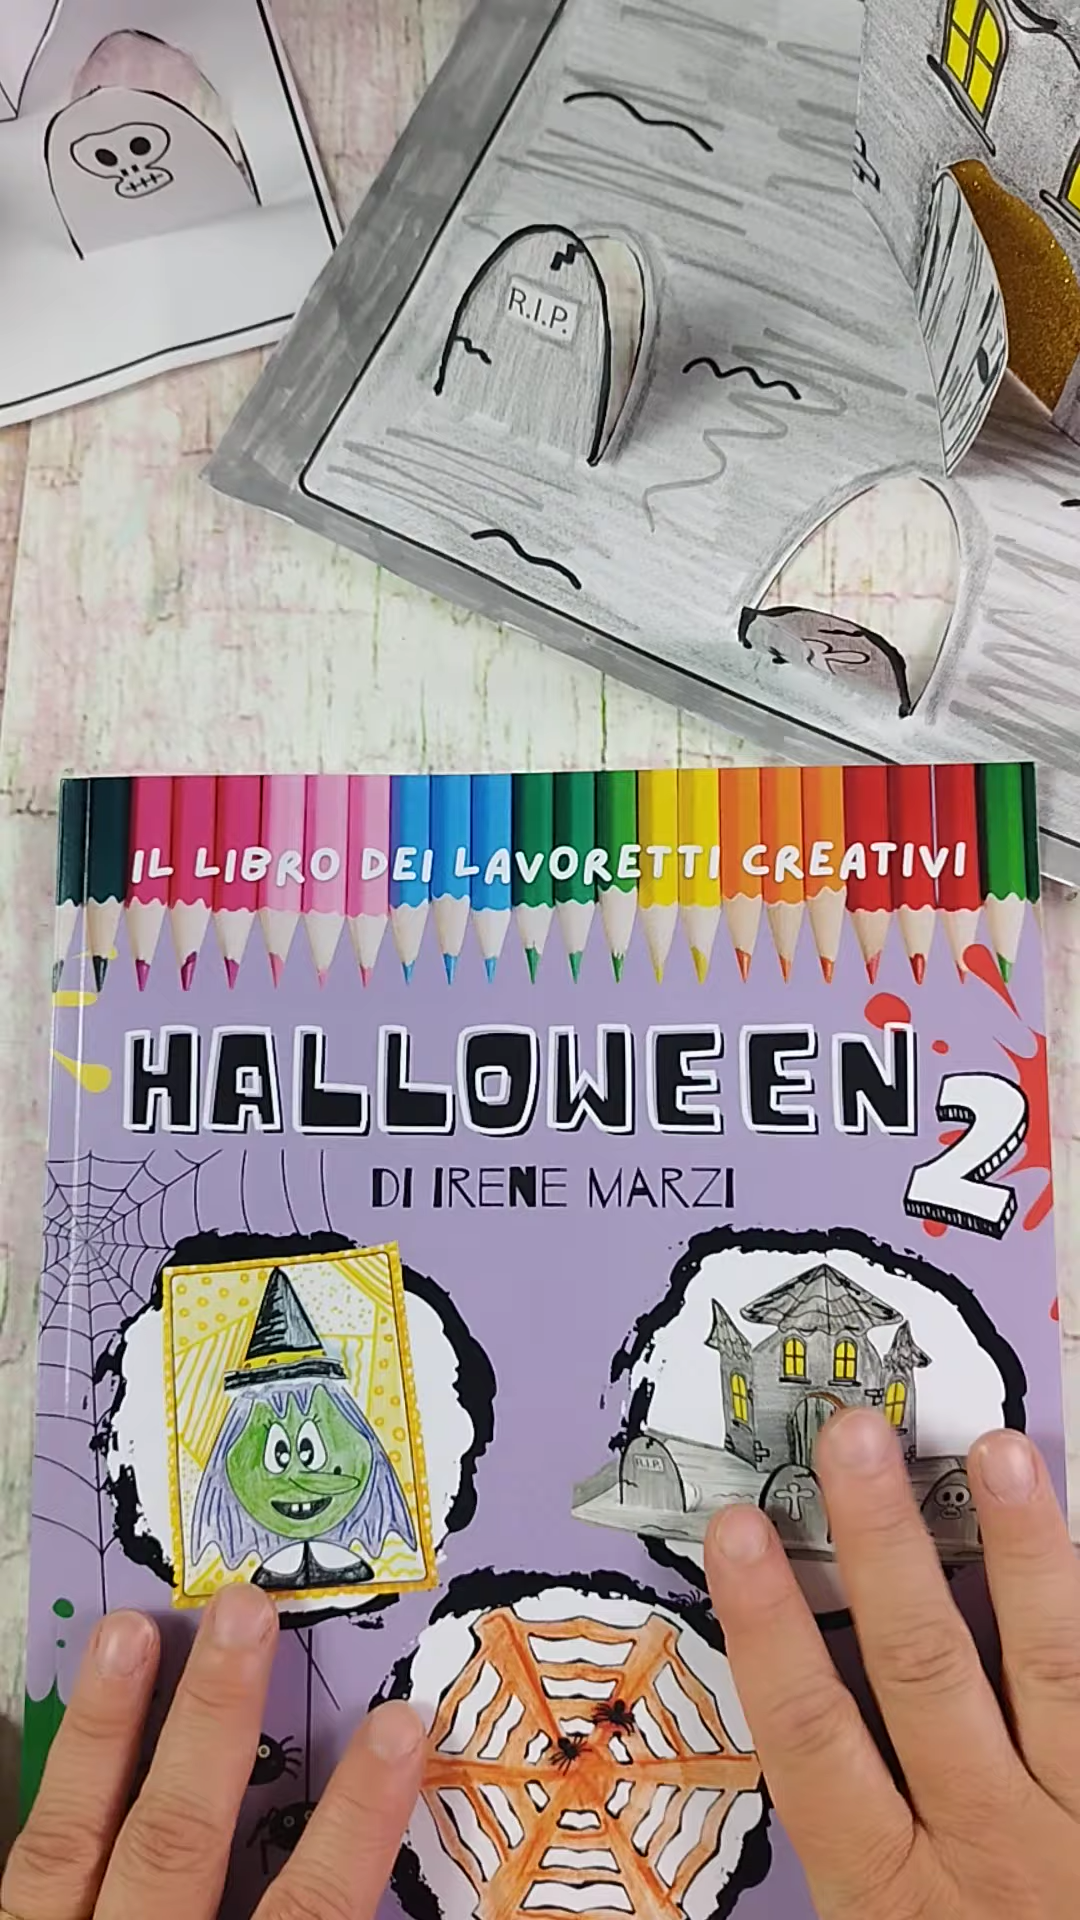 R.I.P.
IL LIBRO DEI LAVORETTI CREATIVI
HALLOWEEN 2
DI IRENE MARZI
R.I.P.